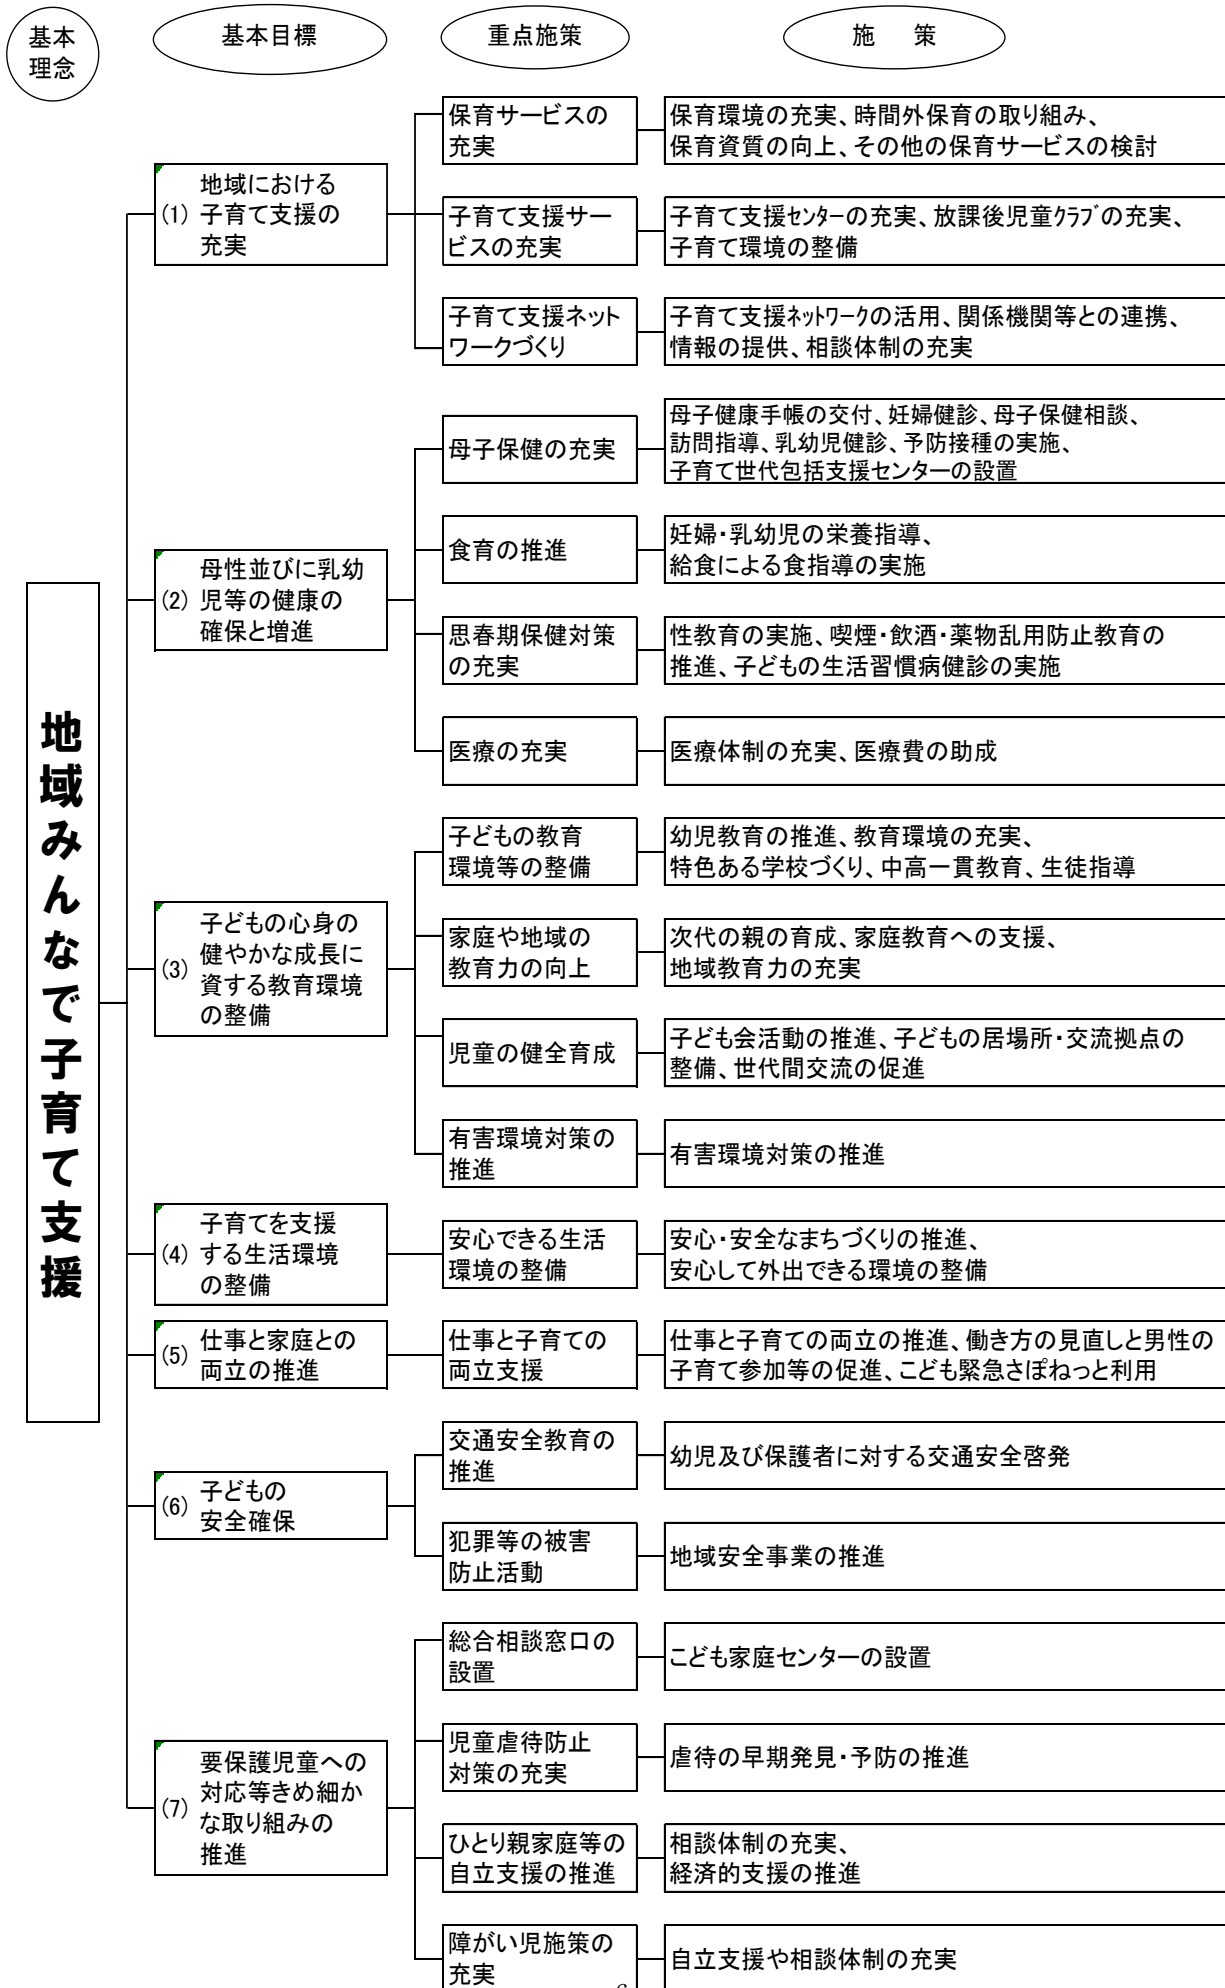 基本
理念
基本目標
重点施策
施　策
地域みんなで子育て支援
(1)
地域における
子育て支援の
充実
保育サービスの
充実
保育環境の充実、時間外保育の取り組み、
保育資質の向上、その他の保育サービスの検討
子育て支援サー
ビスの充実
子育て支援ｾﾝﾀｰの充実、放課後児童ｸﾗﾌﾞの充実、
子育て環境の整備
子育て支援ネット
ワークづくり
子育て支援ﾈｯﾄﾜｰｸの活用、関係機関等との連携、
情報の提供、相談体制の充実
(2)
母性並びに乳幼
児等の健康の
確保と増進
母子保健の充実
母子健康手帳の交付、妊婦健診、母子保健相談、
訪問指導、乳幼児健診、予防接種の実施、
子育て世代包括支援センターの設置
食育の推進
妊婦・乳幼児の栄養指導、
給食による食指導の実施
思春期保健対策
の充実
性教育の実施、喫煙・飲酒・薬物乱用防止教育の
推進、子どもの生活習慣病健診の実施
医療の充実
医療体制の充実、医療費の助成
(3)
子どもの心身の
健やかな成長に
資する教育環境
の整備
子どもの教育
環境等の整備
幼児教育の推進、教育環境の充実、
特色ある学校づくり、中高一貫教育、生徒指導
家庭や地域の
教育力の向上
次代の親の育成、家庭教育への支援、
地域教育力の充実
児童の健全育成
子ども会活動の推進、子どもの居場所・交流拠点の
整備、世代間交流の促進
有害環境対策の
推進
有害環境対策の推進
(4)
子育てを支援
する生活環境
の整備
安心できる生活
環境の整備
安心・安全なまちづくりの推進、
安心して外出できる環境の整備
(5)
仕事と家庭との
両立の推進
仕事と子育ての
両立支援
仕事と子育ての両立の推進、働き方の見直しと男性の
子育て参加等の促進、こども緊急さぽねっと利用
(6)
子どもの
安全確保
交通安全教育の
推進
幼児及び保護者に対する交通安全啓発
犯罪等の被害
防止活動
地域安全事業の推進
(7)
要保護児童への
対応等きめ細か
な取り組みの
推進
総合相談窓口の
設置
こども家庭センターの設置
児童虐待防止
対策の充実
虐待の早期発見・予防の推進
ひとり親家庭等の
自立支援の推進
相談体制の充実、
経済的支援の推進
障がい児施策の
充実
自立支援や相談体制の充実